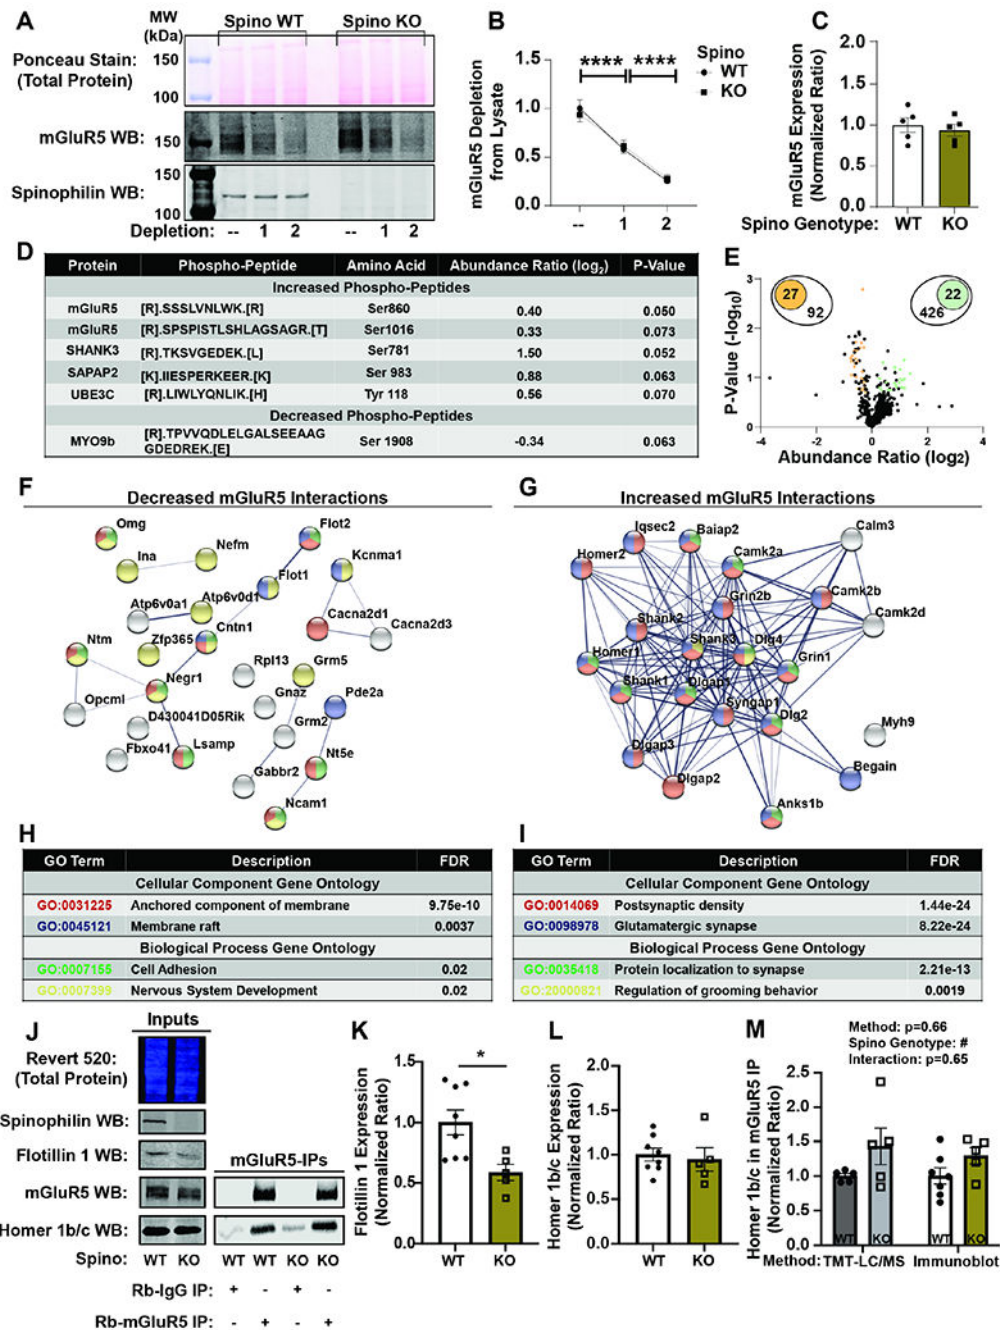 A
MW
(kDa)
Spino WT
Spino KO
Ponceau Stain:
(Total Protein)
150
100
mGluR5 WB:
150
Spinophilin WB:
150
100
Depletion:
-- 1 2 -- 1 2
B
mGluR5 Depletion
from Lysate
1.5
1.0
0.5
0.0
**** ****
Spino
WT
KO
-- 1 2
C
mGluR5 Expression
(Normalized Ratio)
2.0
1.5
1.0
0.5
0.0
Spino Genotype: WT KO
D
Protein Phospho-Peptide Amino Acid Abundance Ratio (log2) P-Value
Increased Phospho-Peptides
mGluR5 [R].SSSLVNLWK.[R] Ser860 0.40 0.050
mGluR5 [R].SPSPISTLSHLAGSAGR.[T] Ser1016 0.33 0.073
SHANK3 [R].TKSVGEDEK.[L] Ser781 1.50 0.052
SAPAP2 [K].IIESPERKEER.[K] Ser 983 0.88 0.063
UBE3C [R].LIWLYQNLIK.[H] Tyr 118 0.56 0.070
Decreased Phospho-Peptides
MYO9b [R].TPVVQDLELGALSEEAAG
GDEDREK.[E] Ser 1908 -0.34 0.063
E
P-Value (-log10)
3
2
1
0
27
92
22
426
-4 -2 0 2 4
Abundance Ratio (log2)
F
Decreased mGluR5 Interactions
Omg
Flot2
Ina
Nefm
Kcnma1
Flot1
Atp6v0a1
Atp6v0d1
Cacna2d1
Cacna2d3
Cntn1
Ntm
Zfp365
Rpl13
Grm5
Negr1
Opcml
Gnaz
Pde2a
D430041D05Rik
Grm2
Fbxo41
Lsamp
Nt5e
Gabbr2
Ncam1
G
Increased mGluR5 Interactions
Iqsec2
Baiap2
Calm3
Homer2
Camk2a
Grin2b
Camk2b
Camk2d
Shank2
Shank3
Dlg4
Homer1
Grin1
Shank1
Dlgap1
Syngap1
Dlg2
Myh9
Dlgap3
Begain
Dlgap2
Anks1b
H
GO Term Description FDR
Cellular Component Gene Ontology
GO:0031225 Anchored component of membrane 9.75e-10
GO:0045121 Membrane raft 0.0037
Biological Process Gene Ontology
GO:0007155 Cell Adhesion 0.02
GO:0007399 Nervous System Development 0.02
I
GO Term Description FDR
Cellular Component Gene Ontology
GO:0014069 Postsynaptic density 1.44e-24
GO:0098978 Glutamatergic synapse 8.22e-24
Biological Process Gene Ontology
GO:0035418 Protein localization to synapse 2.21e-13
GO:20000821 Regulation of grooming behavior 0.0019
J
Inputs
Revert 520:
(Total Protein)
Spinophilin WB:
Flotillin 1 WB:
mGluR5-IPs
mGluR5 WB:
Homer 1b/c WB:
Spino: WT KO WT WT KO KO
Rb-IgG IP: + - + -
Rb-mGluR5 IP: - + - +
K
Flotillin 1 Expression
(Normalized Ratio)
1.5
1.0
0.5
0.0
*
WT KO
L
Homer 1b/c Expression
(Normalized Ratio)
2.0
1.5
1.0
0.5
0.0
WT KO
M
Method: p=0.66
Spino Genotype: #
Interaction: p=0.65
Homer 1b/c in mGluR5 IP
(Normalized Ratio)
2.5
2.0
1.5
1.0
0.5
0.0
WT KO WT KO
Method: TMT-LC/MS Immunoblot